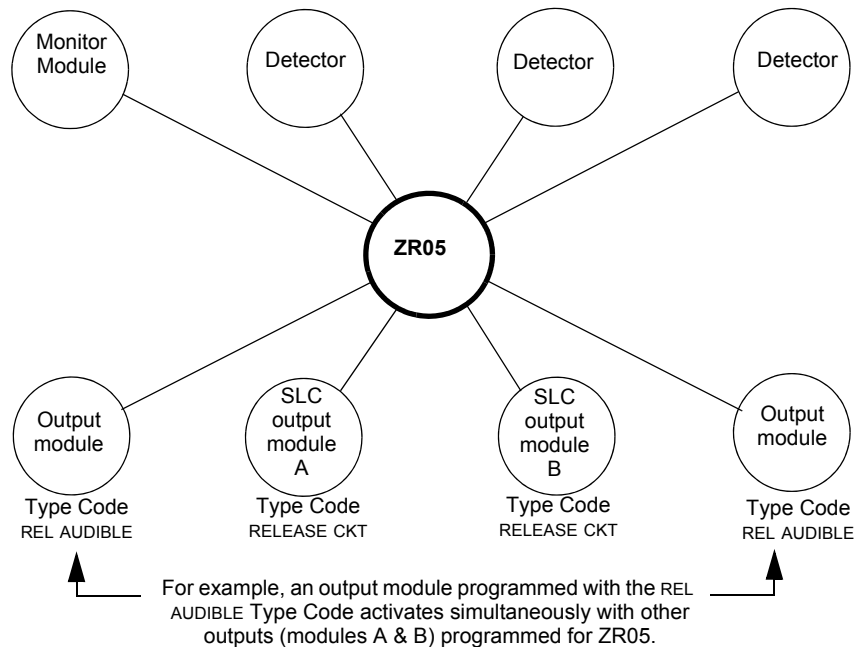 Monitor
Module
Detector
Detector
Detector
ZR05
Output
module
SLC
output
module
A
SLC
output
module
B
Output
module
Type Code
REL AUDIBLE
Type Code
RELEASE CKT
Type Code
RELEASE CKT
Type Code
REL AUDIBLE
For example, an output module programmed with the REL
AUDIBLE Type Code activates simultaneously with other
outputs (modules A & B) programmed for ZR05.